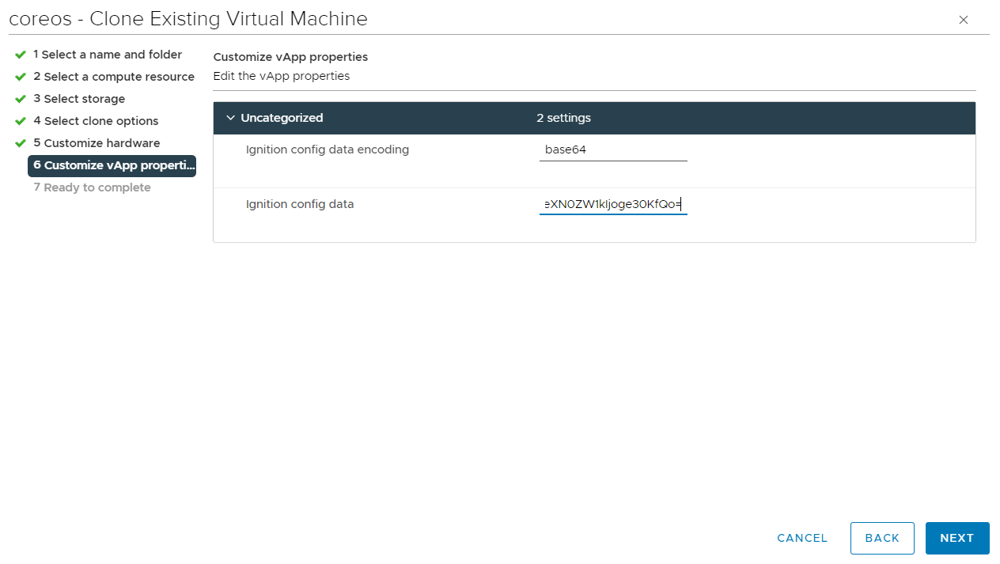 coreos - Clone Existing Virtual Machine
1 Select a name and folder
2 Select a compute resource
3 Select storage
4 Select clone options
5 Customize hardware
6 Customize vApp properti...
7 Ready to complete
Customize vApp properties
Edit the vApp properties
Uncategorized 2 settings
Ignition config data encoding base64
Ignition config data eXN0ZW1kIjoge30KfQo=
CANCEL BACK NEXT